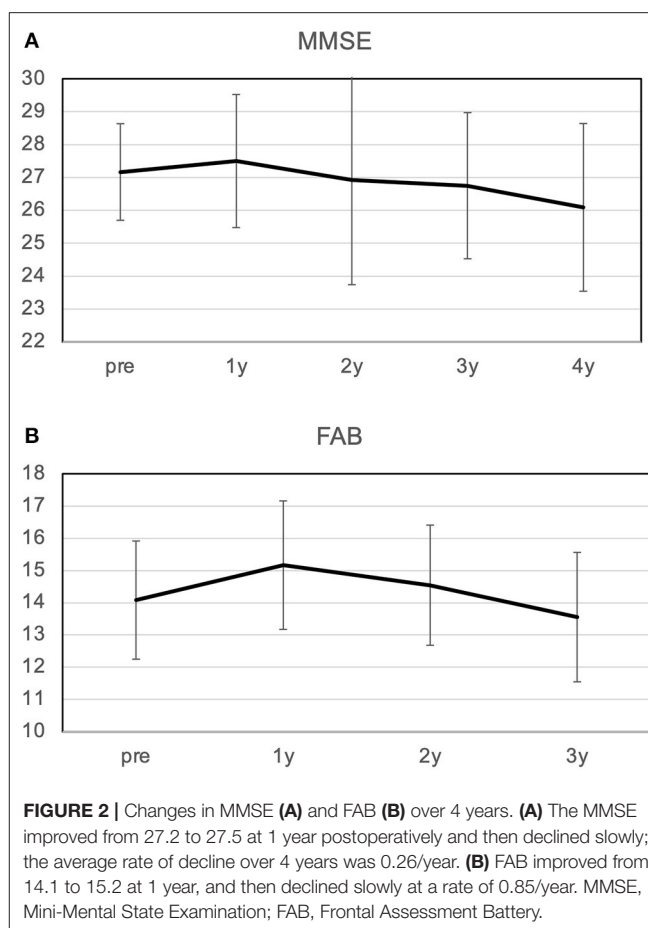 A
MMSE
30
29
28
27
26
25
24
23
22
pre 1y 2y 3y 4y
B
FAB
18
17
16
15
14
13
12
11
10
pre 1y 2y 3y
FIGURE 2 | Changes in MMSE (A) and FAB (B) over 4 years. (A) The MMSE
improved from 27.2 to 27.5 at 1 year postoperatively and then declined slowly;
the average rate of decline over 4 years was 0.26/year. (B) FAB improved from
14.1 to 15.2 at 1 year, and then declined slowly at a rate of 0.85/year. MMSE,
Mini-Mental State Examination; FAB, Frontal Assessment Battery.